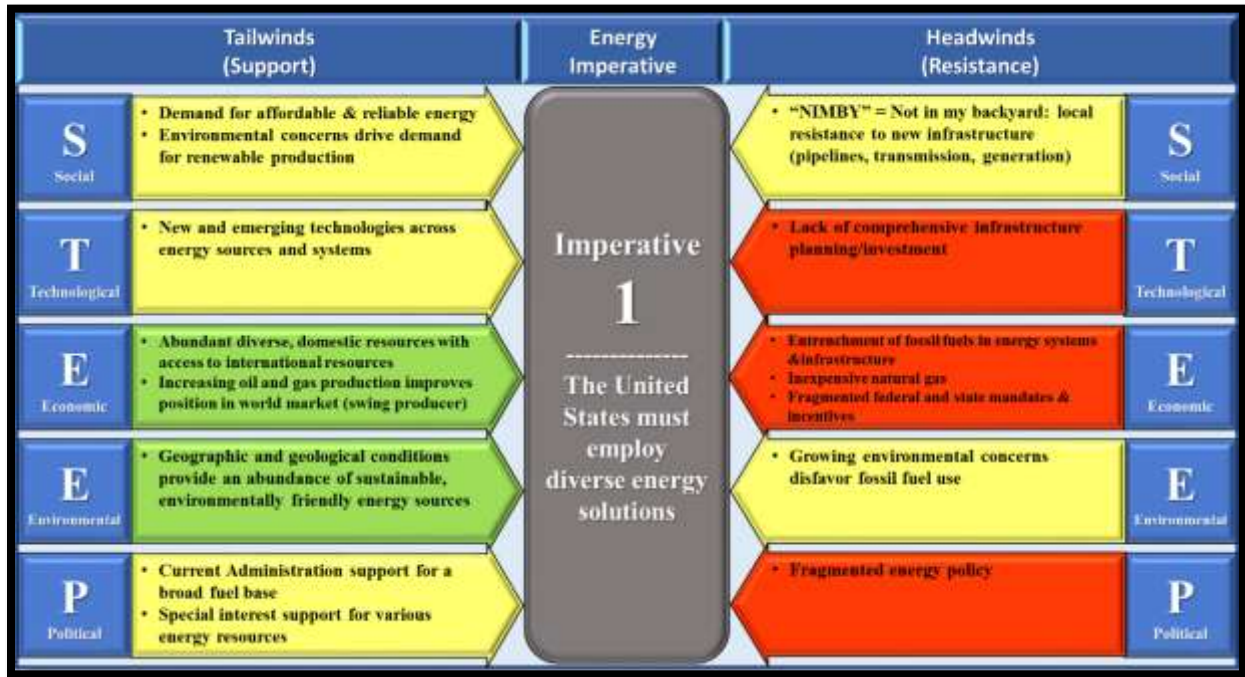 Tailwinds
(Support)
Energy
Imperative
Headwinds
(Resistance)
S
Social
• Demand for affordable & reliable energy
• Environmental concerns drive demand
for renewable production
• “NIMBY” = Not in my backyard: local
resistance to new infrastructure
(pipelines, transmission, generation)
S
Social
T
Technological
• New and emerging technologies across
energy sources and systems
• Lack of comprehensive infrastructure
planning/investment
T
Technological
E
Economic
• Abundant diverse, domestic resources with
access to international resources
• Increasing oil and gas production improves
position in world market (swing producer)
• Entrenchment of fossil fuels in energy systems
&infrastructure
• Inexpensive natural gas
• Fragmented federal and state mandates &
incentives
E
Economic
E
Environmental
• Geographic and geological conditions
provide an abundance of sustainable,
environmentally friendly energy sources
• Growing environmental concerns
disfavor fossil fuel use
E
Environmental
P
Political
• Current Administration support for a
broad fuel base
• Special interest support for various
energy resources
• Fragmented energy policy
P
Political
Imperative
1
--------------
The United
States must
employ
diverse energy
solutions